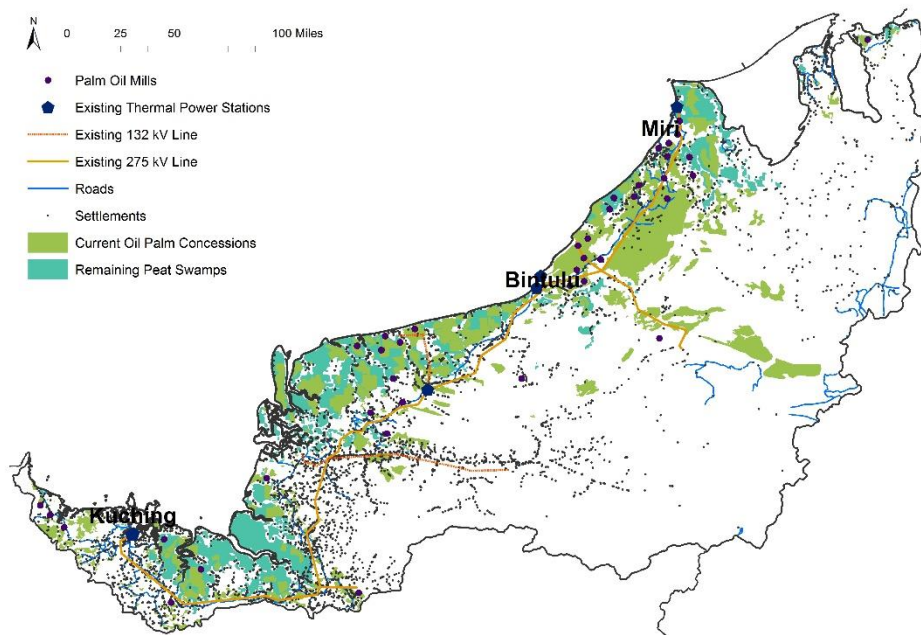 N
0 25 50 100 Miles
Palm Oil Mills
Existing Thermal Power Stations
Existing 132 kV Line
Existing 275 kV Line
Roads
Settlements
Current Oil Palm Concessions
Remaining Peat Swamps
Miri
Bintulu
Kuching